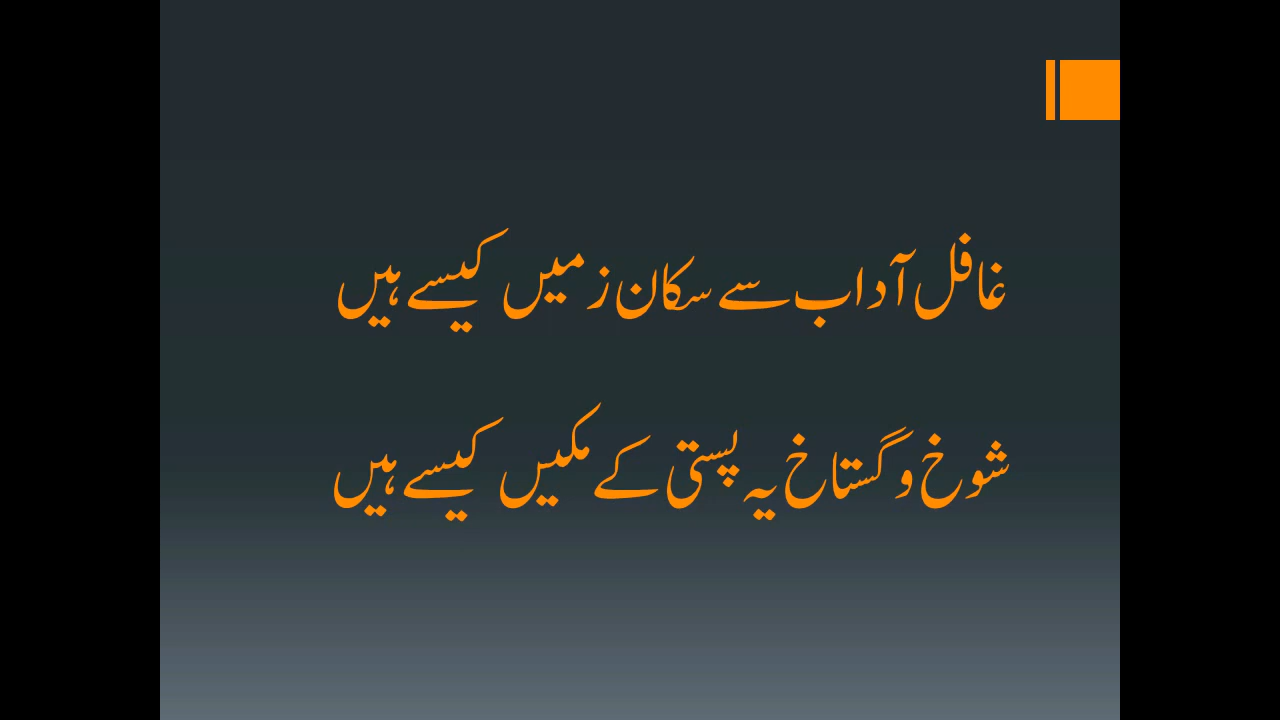 غافل آداب سے سکان زمیں کیسے ہیں
شوخ و گستاخ یہ پستی کے مکیں کیسے ہیں